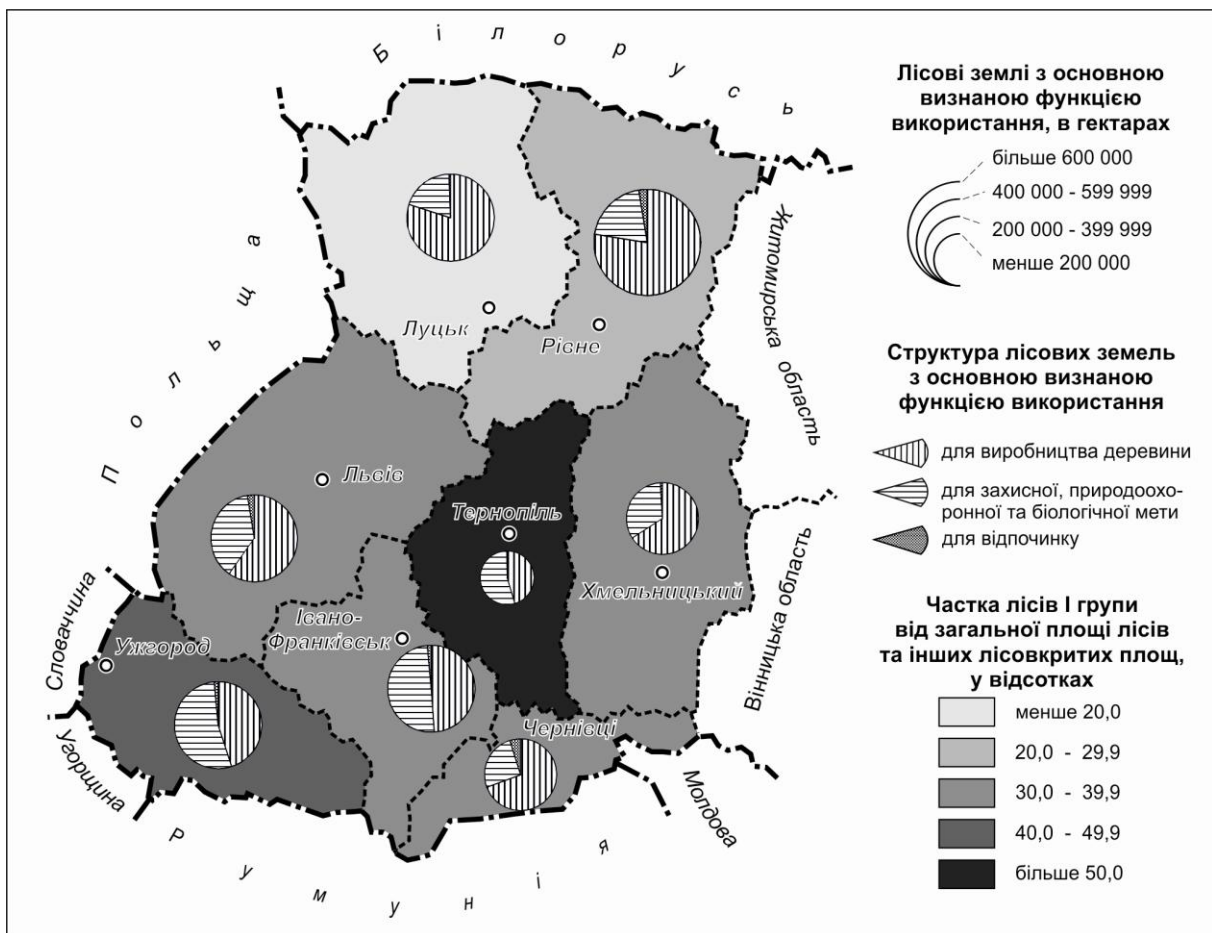 Білорусь
Польща
Словаччина
Угорщина
Румунія
Молдова
Житомирська область
Вінницька область
Луцьк
Рівне
Львів
Тернопіль
Хмельницький
Івано-
Франківськ
Ужгород
Чернівці
Лісові землі з основною
визнаною функцією
використання, в гектарах
більше 600 000
400 000 - 599 999
200 000 - 399 999
менше 200 000
Структура лісових земель
з основною визнаною
функцією використання
для виробництва деревини
для захисної, природоохо-
ронної та біологічної мети
для відпочинку
Частка лісів І групи
від загальної площі лісів
та інших лісовкритих площ,
у відсотках
менше 20,0
20,0 - 29,9
30,0 - 39,9
40,0 - 49,9
більше 50,0